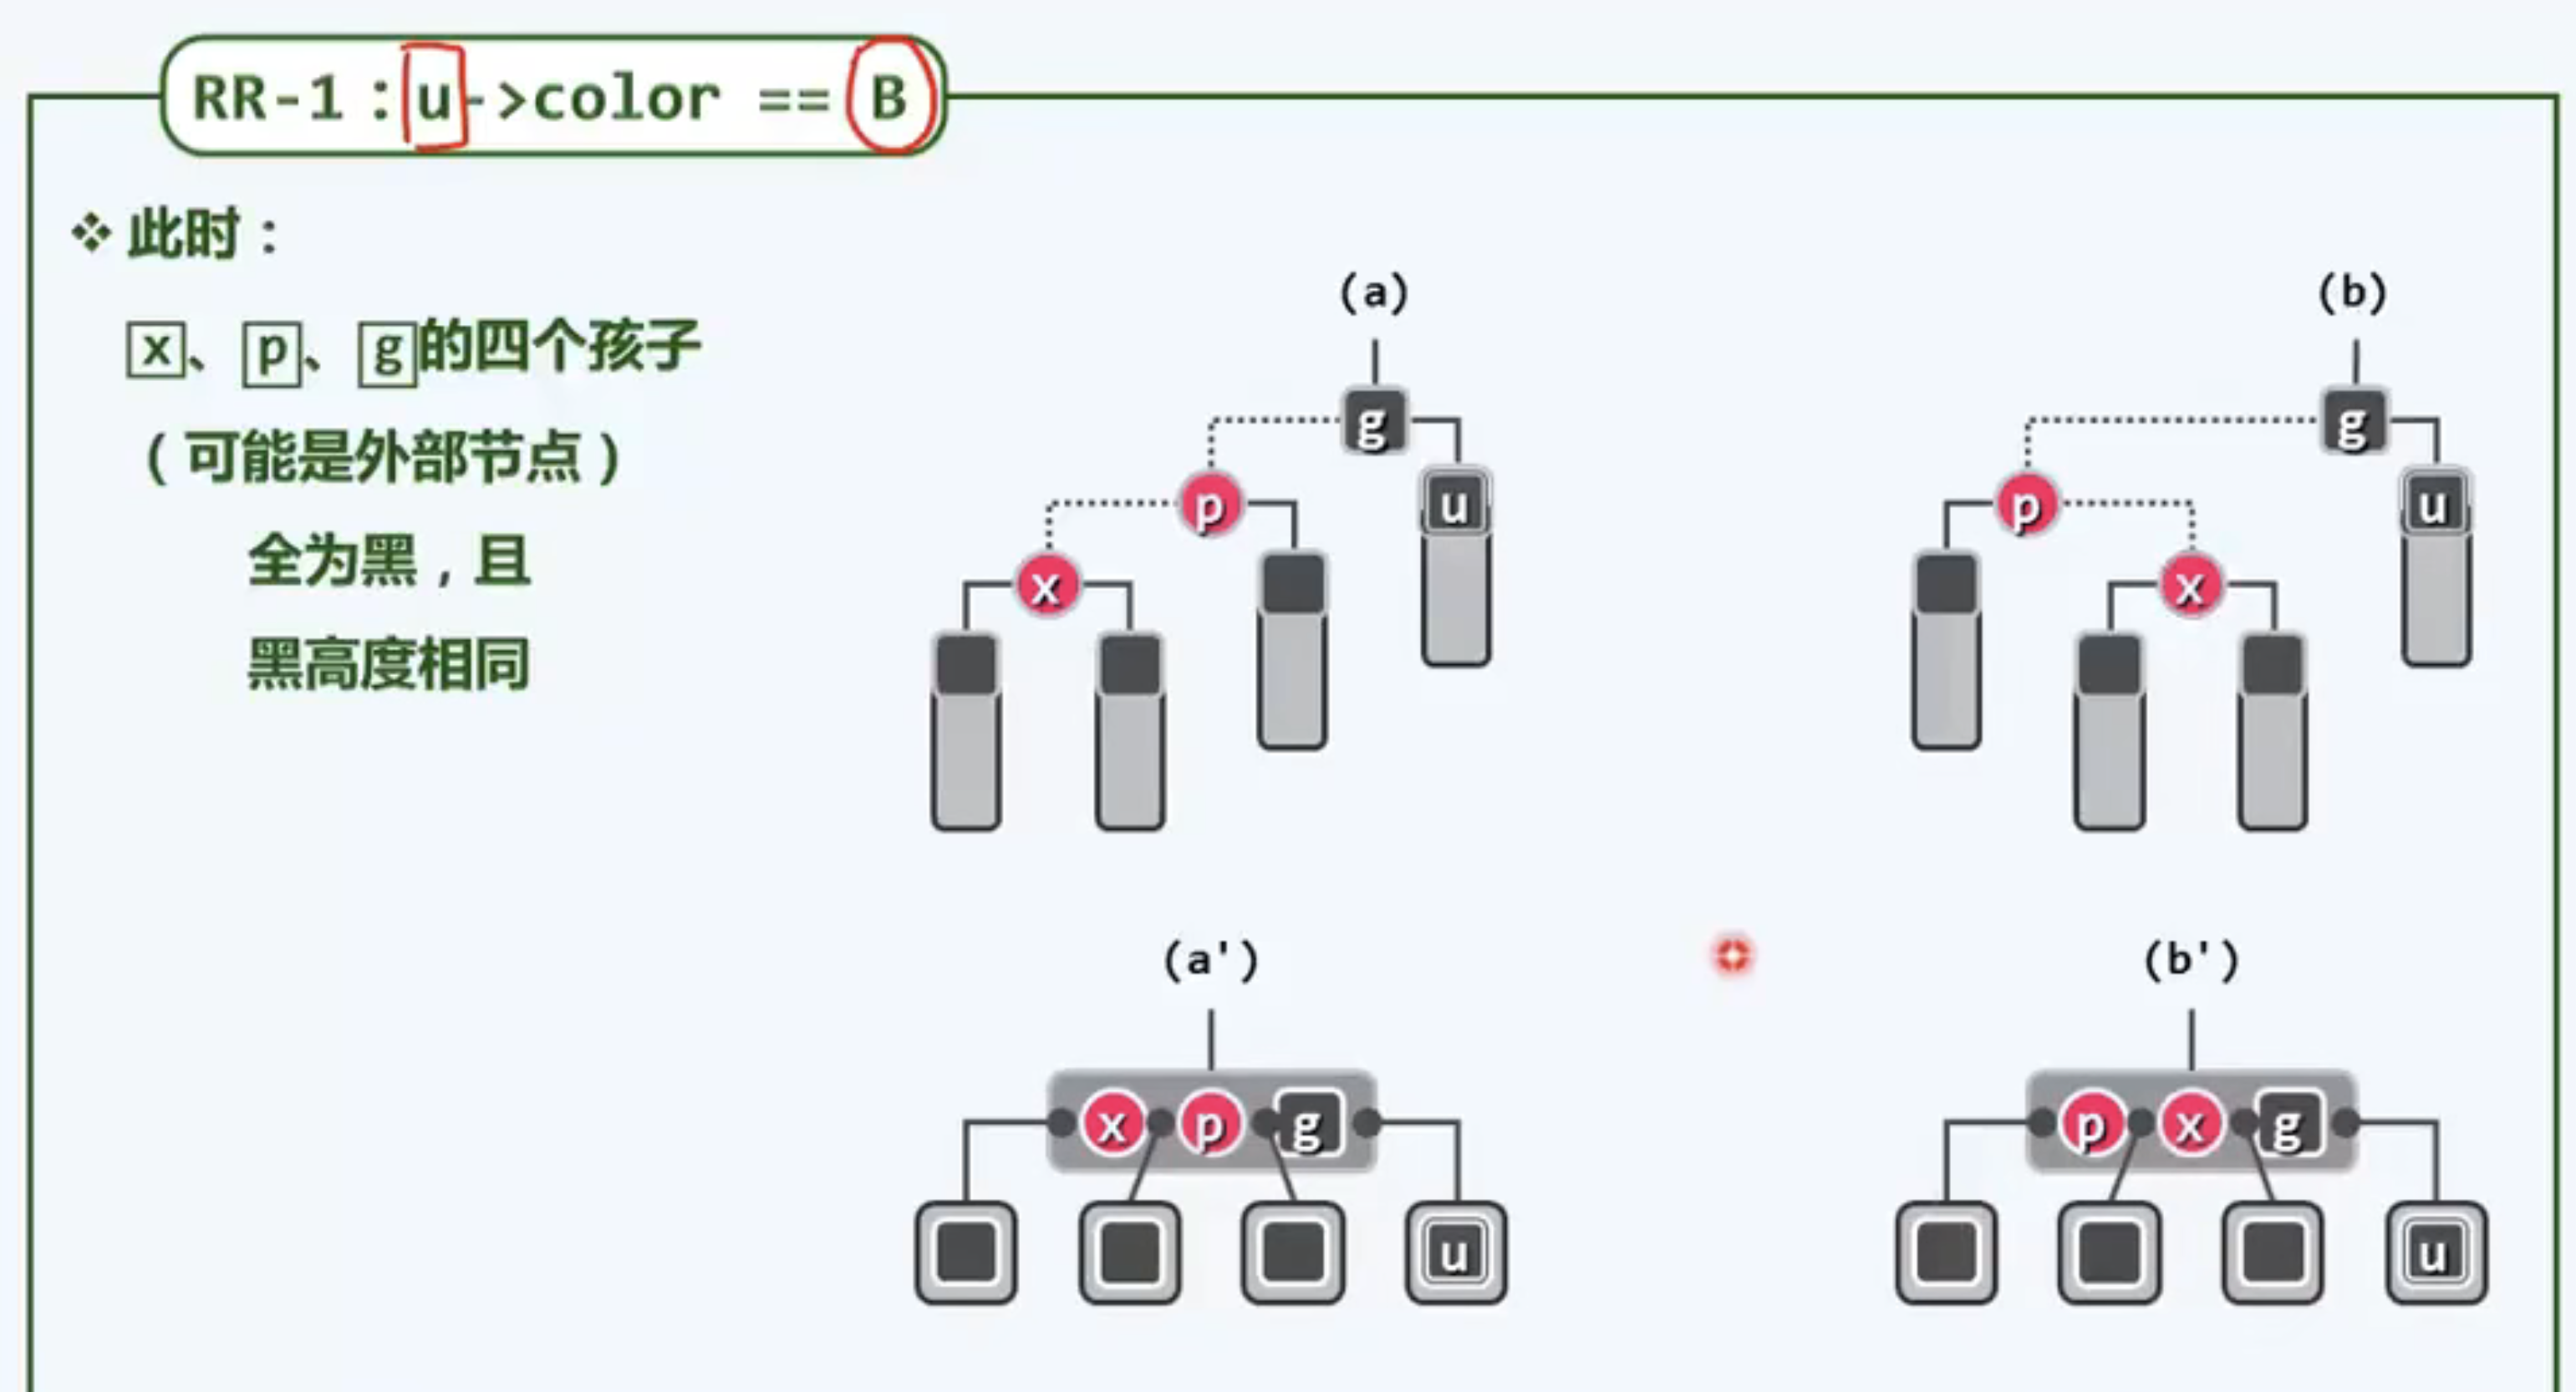 RR-1：u->color == B
❖ 此时：
x、p、g的四个孩子
（可能是外部节点）
全为黑，且
黑高度相同
(a)
g
p
u
x
(b)
g
p
u
x
(a')
x p g
u
(b')
p x g
u